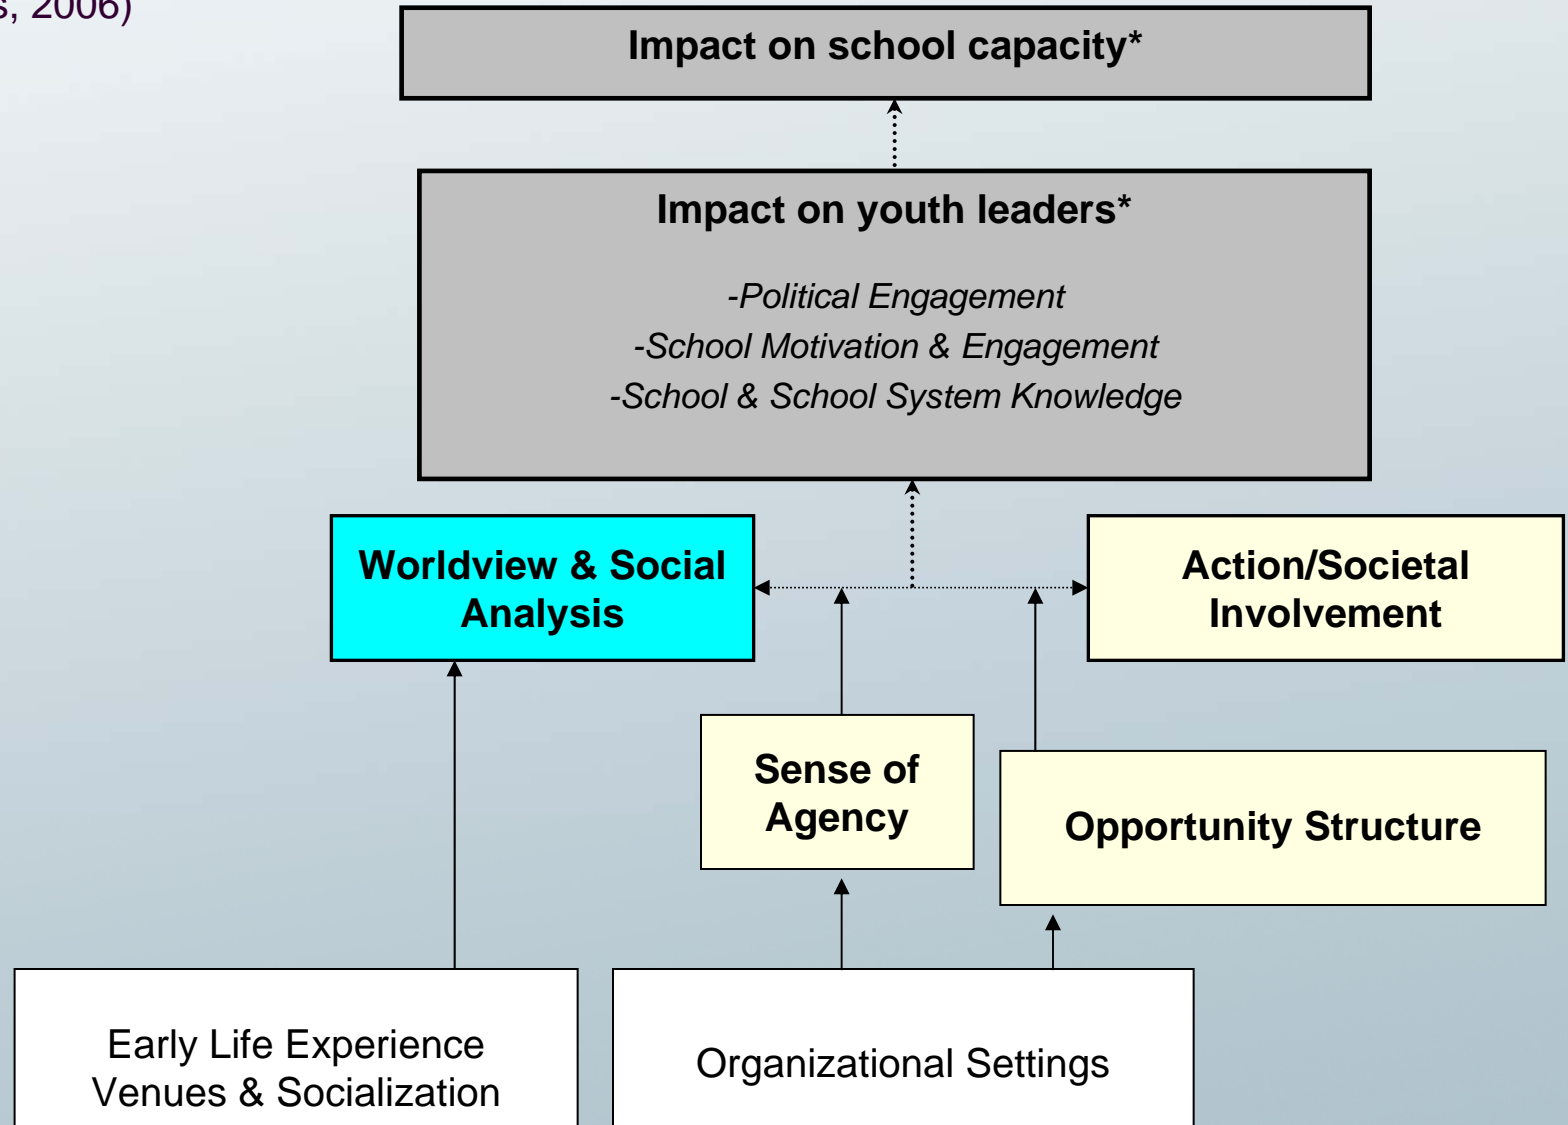 2006)
Impact on school capacity*
Impact on youth leaders*
-Political Engagement
-School Motivation & Engagement
-School & School System Knowledge
Worldview & Social
Analysis
Action/Societal
Involvement
Sense of
Agency
Opportunity Structure
Early Life Experience
Venues & Socialization
Organizational Settings